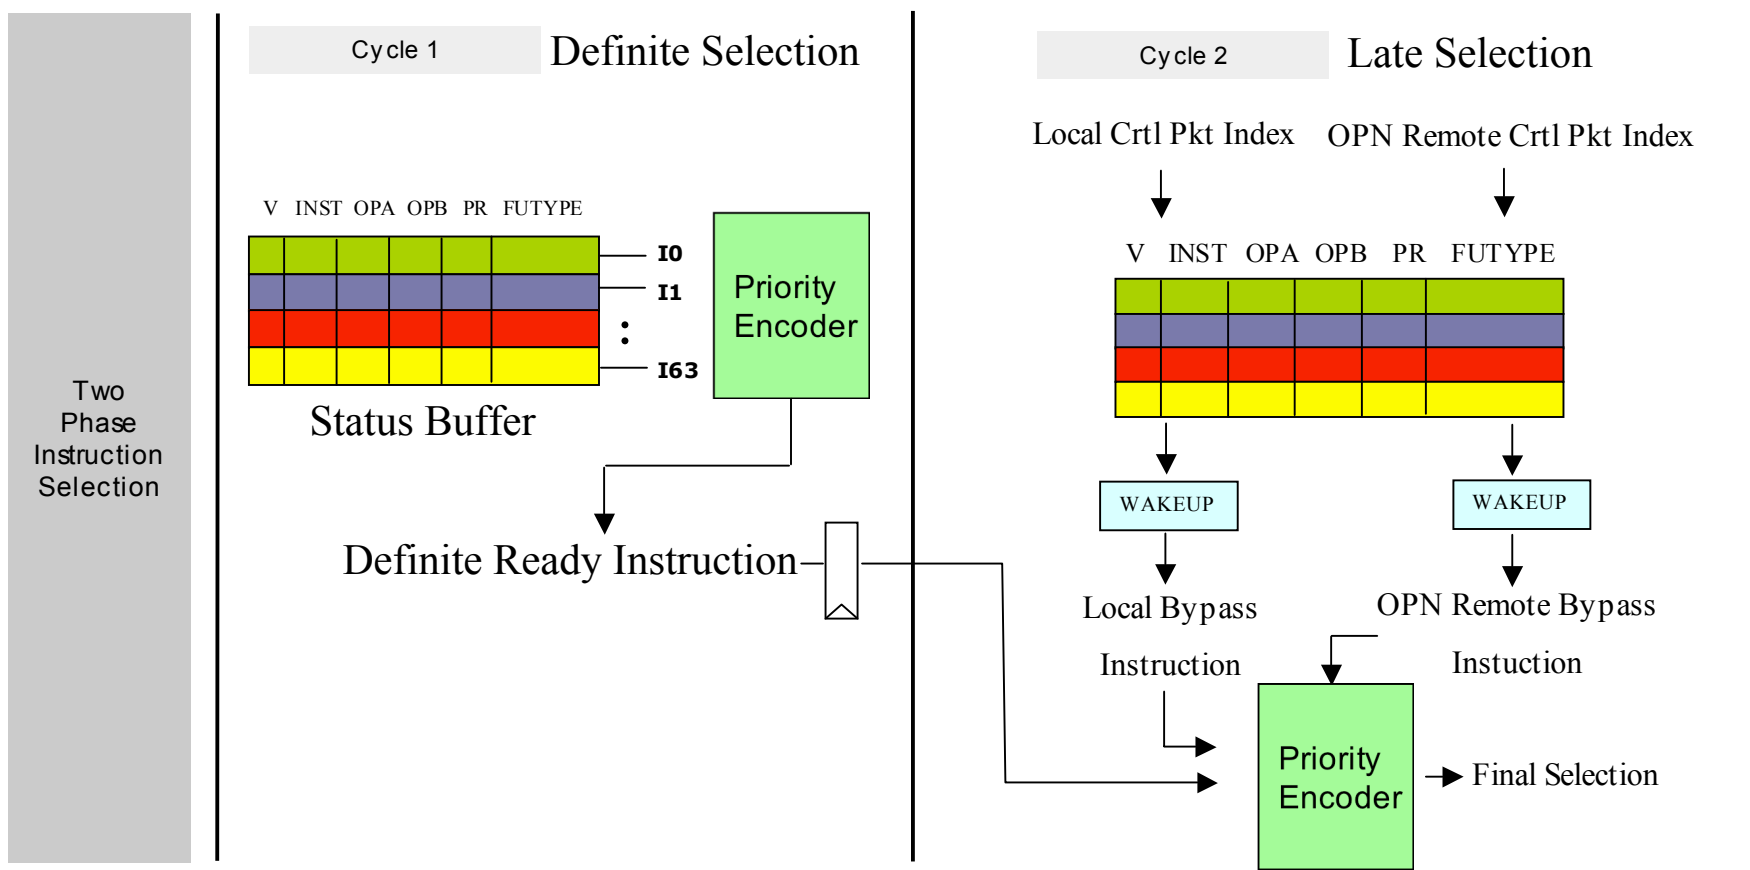 Two
Phase
Instruction
Selection
Cycle 1
Definite Selection
V INST OPA OPB PR FUTYPE
I0
I1
:
I63
Priority
Encoder
Status Buffer
Definite Ready Instruction
Cycle 2
Late Selection
Local Crtl Pkt Index
OPN Remote Crtl Pkt Index
V INST OPA OPB PR FUTYPE
WAKEUP
WAKEUP
Local Bypass
Instruction
OPN Remote Bypass
Instuction
Priority
Encoder
Final Selection